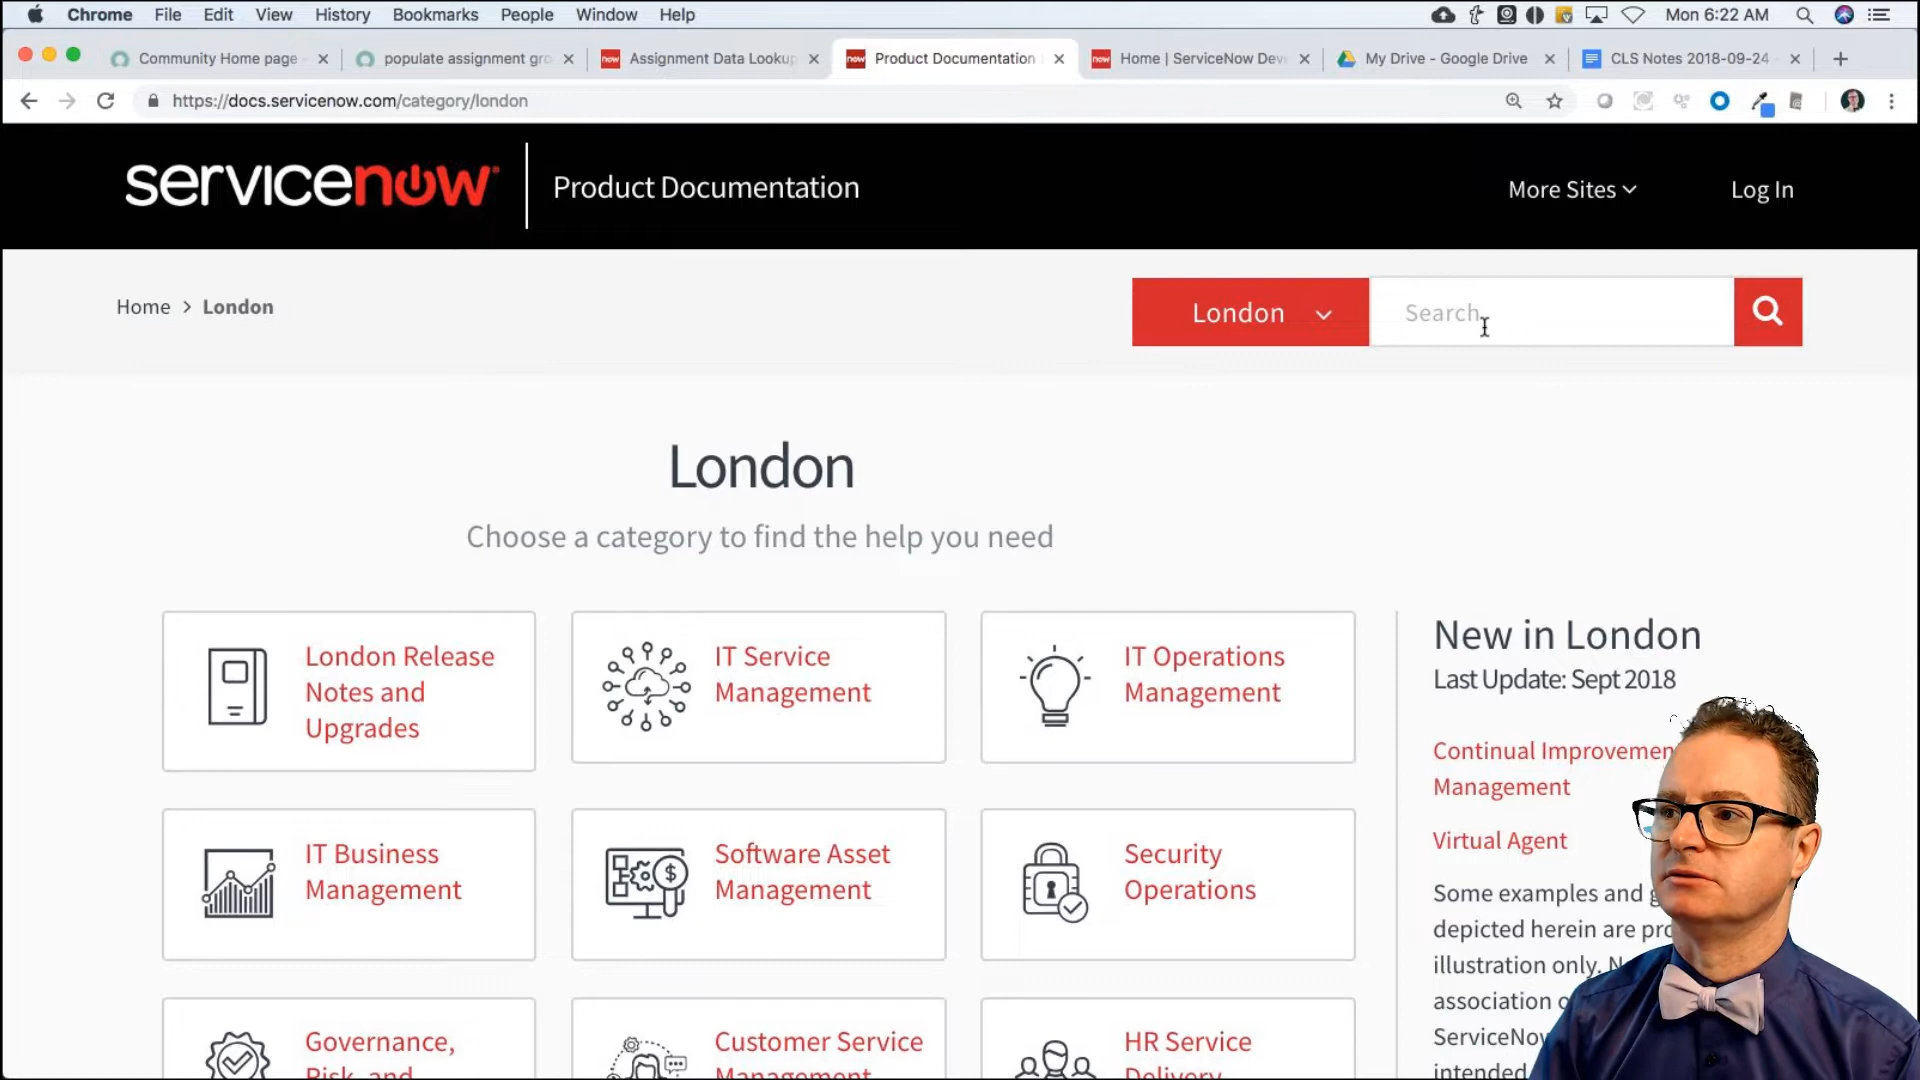 Chrome File Edit View History Bookmarks People Window Help Mon 6:22 AM
Community Home page - populate assignment gro Assignment Data Lookup Product Documentation Home | ServiceNow Deve My Drive - Google Drive CLS Notes 2018-09-24 -
https://docs.servicenow.com/category/london
servicenow Product Documentation More Sites Log In
Home > London
London Search
London
Choose a category to find the help you need
London Release
Notes and
Upgrades
IT Service
Management
IT Operations
Management
IT Business
Management
Software Asset
Management
Security
Operations
Governance,
Risk, and
Customer Service
Management
HR Service
Delivery
New in London
Last Update: Sept 2018
Continual Improvemen
Management
Virtual Agent
Some examples and g
depicted herein are pro
illustration only. N
association o
ServiceNow
intended